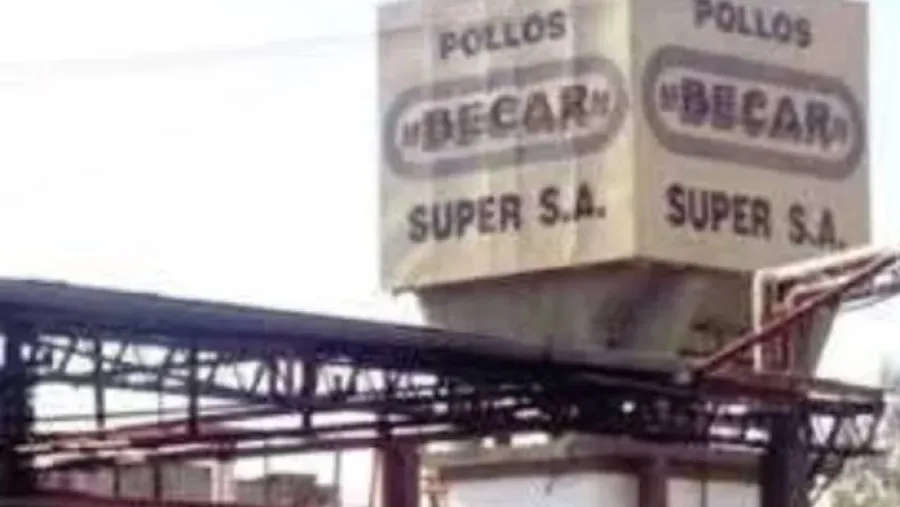 POLLOS
"BECAR"
SUPER S.A.
POLLOS
"BECAR"
SUPER S.A.